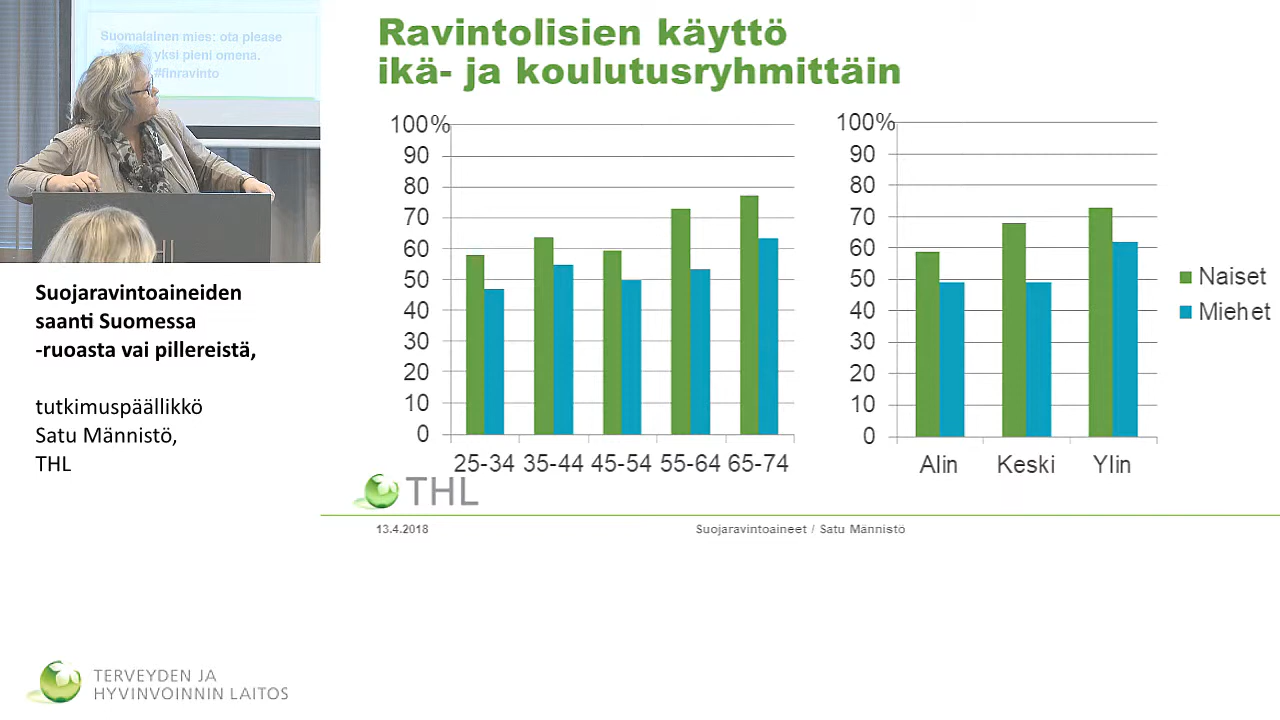 Suomalainen mies: ota please
yksi pieni omena.
#finravinto
Suojaravintoaineiden
saanti Suomessa
-ruoasta vai pillereistä,
tutkimuspäällikkö
Satu Männistö,
THL
Ravintolisien käyttö
ikä- ja koulutusryhmittäin
100%
90
80
70
60
50
40
30
20
10
0
25-34 35-44 45-54 55-64 65-74
100%
90
80
70
60
50
40
30
20
10
0
Alin Keski Ylin
Naiset
Miehet
THL
13.4.2018 Suojaravintoaineet / Satu Männistö
TERVEYDEN JA
HYVINVOINNIN LAITOS